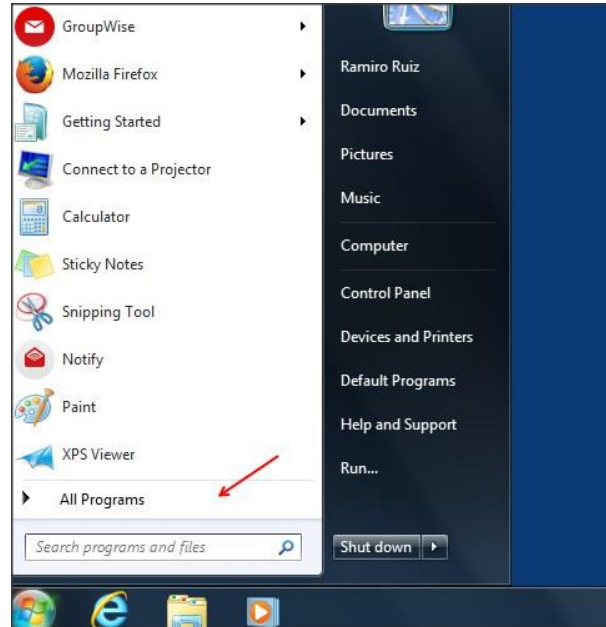 GroupWise
Mozilla Firefox
Getting Started
Connect to a Projector
Calculator
Sticky Notes
Snipping Tool
Notify
Paint
XPS Viewer
All Programs
Search programs and files
Ramiro Ruiz
Documents
Pictures
Music
Computer
Control Panel
Devices and Printers
Default Programs
Help and Support
Run...
Shut down